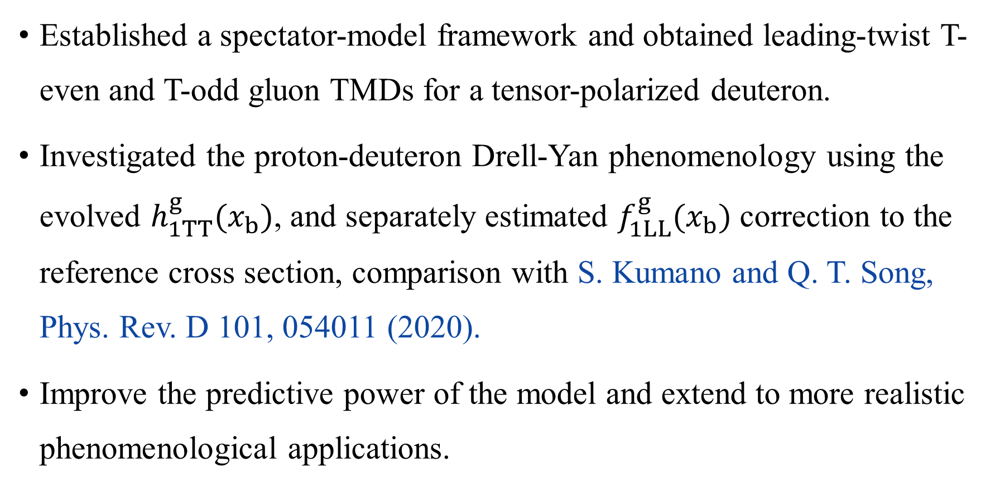 • Established a spectator-model framework and obtained leading-twist T-
even and T-odd gluon TMDs for a tensor-polarized deuteron.
• Investigated the proton-deuteron Drell-Yan phenomenology using the
evolved $h_{1\mathrm{TT}}^{\mathrm{g}}(x_{\mathrm{b}})$, and separately estimated $f_{1\mathrm{LL}}^{\mathrm{g}}(x_{\mathrm{b}})$ correction to the
reference cross section, comparison with S. Kumano and Q. T. Song,
Phys. Rev. D 101, 054011 (2020).
• Improve the predictive power of the model and extend to more realistic
phenomenological applications.